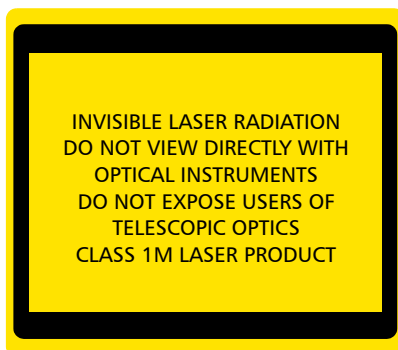 INVISIBLE LASER RADIATION
DO NOT VIEW DIRECTLY WITH
OPTICAL INSTRUMENTS
DO NOT EXPOSE USERS OF
TELESCOPIC OPTICS
CLASS 1M LASER PRODUCT